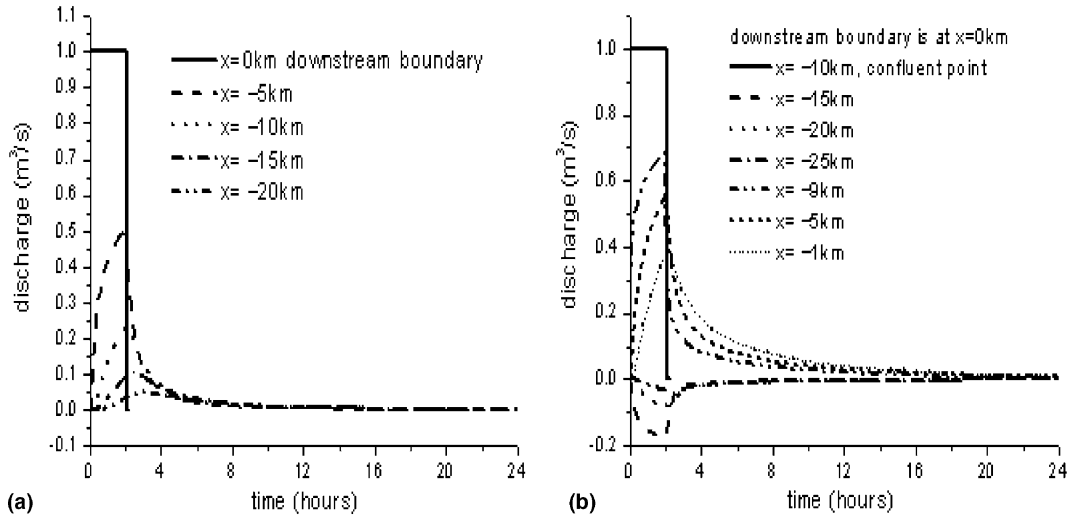 1.1
1.0
0.9
0.8
0.7
0.6
0.5
0.4
0.3
0.2
0.1
0.0
-0.1
discharge (m³/s)
x=0km downstream boundary
x= -5km
x= -10km
x= -15km
x= -20km
0 4 8 12 16 20 24
time (hours)
(a)
1.0
0.8
0.6
0.4
0.2
0.0
-0.2
discharge (m³/s)
downstream boundary is at x=0km
x= -10km, confluent point
x= -15km
x= -20km
x= -25km
x= -9km
x= -5km
x= -1km
0 4 8 12 16 20 24
time (hours)
(b)